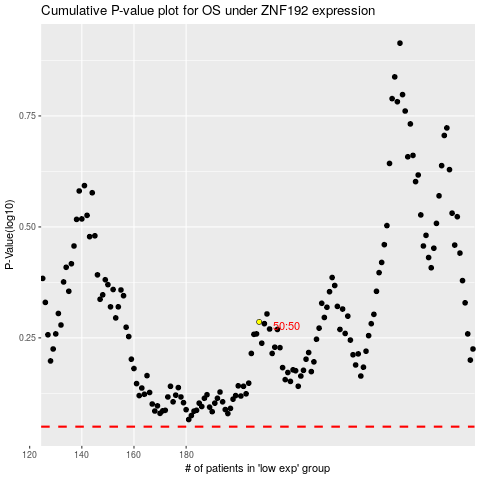 Cumulative P-value plot for OS under ZNF192 expression
P-Value(log10)
0.75
0.50
0.25
50:50
120 140 160 180
# of patients in 'low exp' group